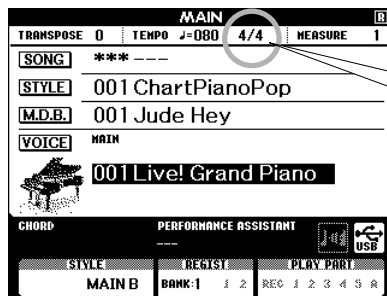 MAIN
TRANSPOSE 0 TEMPO ♩=080 4/4 MEASURE 1
SONG *** ---
STYLE 001 ChartPianoPop
M.D.B. 001 Jude Hey
VOICE MAIN
001 Live! Grand Piano
CHORD PERFORMANCE ASSISTANT
---
USB
STYLE REGIST PLAY PART
MAIN B BANK:1 1 2 REC 1 2 3 4 5 A